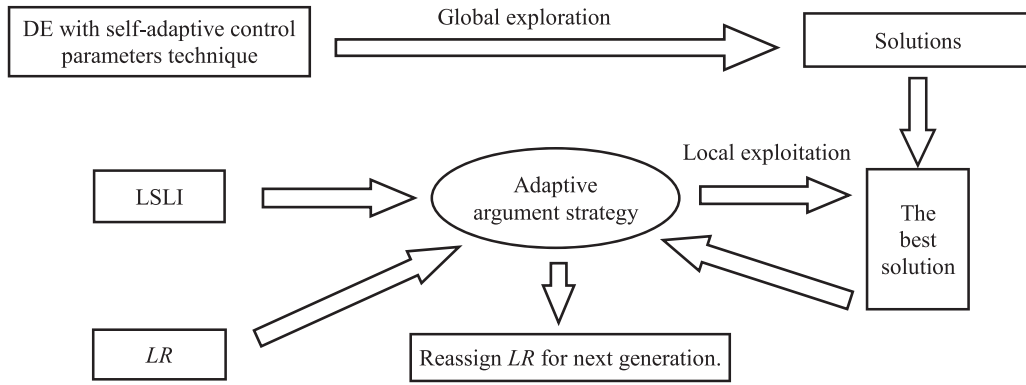 DE with self-adaptive control
parameters technique
Global exploration
Solutions
LSLI
Adaptive
argument strategy
Local exploitation
The
best
solution
LR
Reassign LR for next generation.